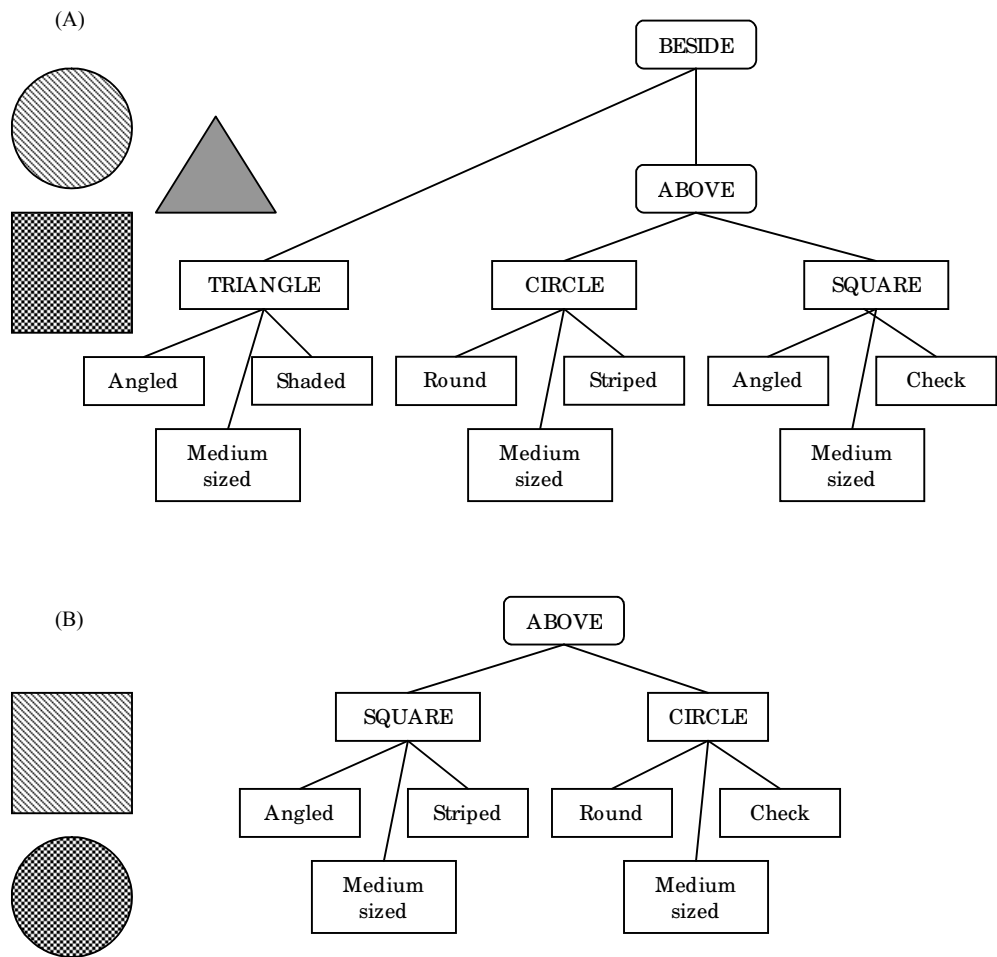 (A)
BESIDE
ABOVE
TRIANGLE
CIRCLE
SQUARE
Angled
Shaded
Round
Striped
Angled
Check
Medium
sized
Medium
sized
Medium
sized
(B)
ABOVE
SQUARE
CIRCLE
Angled
Striped
Round
Check
Medium
sized
Medium
sized